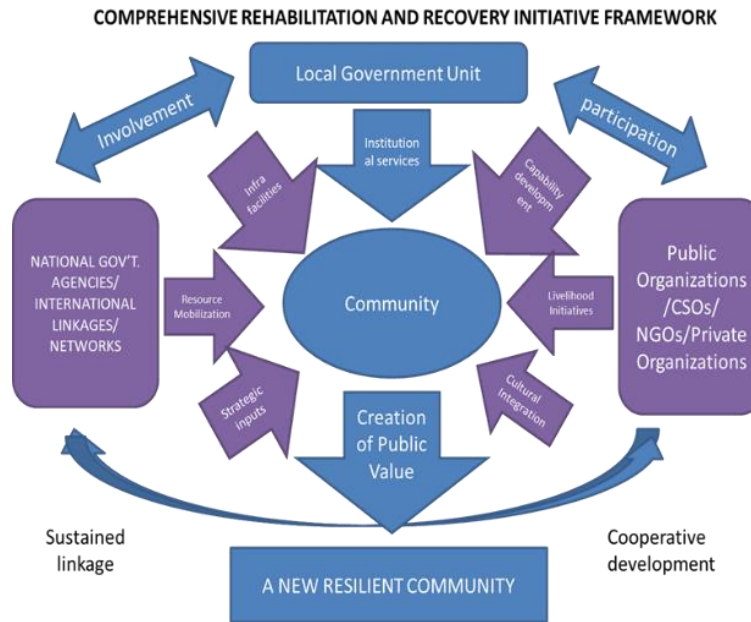 COMPREHENSIVE REHABILITATION AND RECOVERY INITIATIVE FRAMEWORK
Local Government Unit
Involvement
participation
Institution
al services
Infra
facilities
Capability
developm
ent
NATIONAL GOV'T.
AGENCIES/
INTERNATIONAL
LINKAGES/
NETWORKS
Resource
Mobilization
Community
Livelihood
Initiatives
Public
Organizations
/CSOs/
NGOs/Private
Organizations
Strategic
inputs
Cultural
Integration
Creation
of Public
Value
Sustained
linkage
Cooperative
development
A NEW RESILIENT COMMUNITY